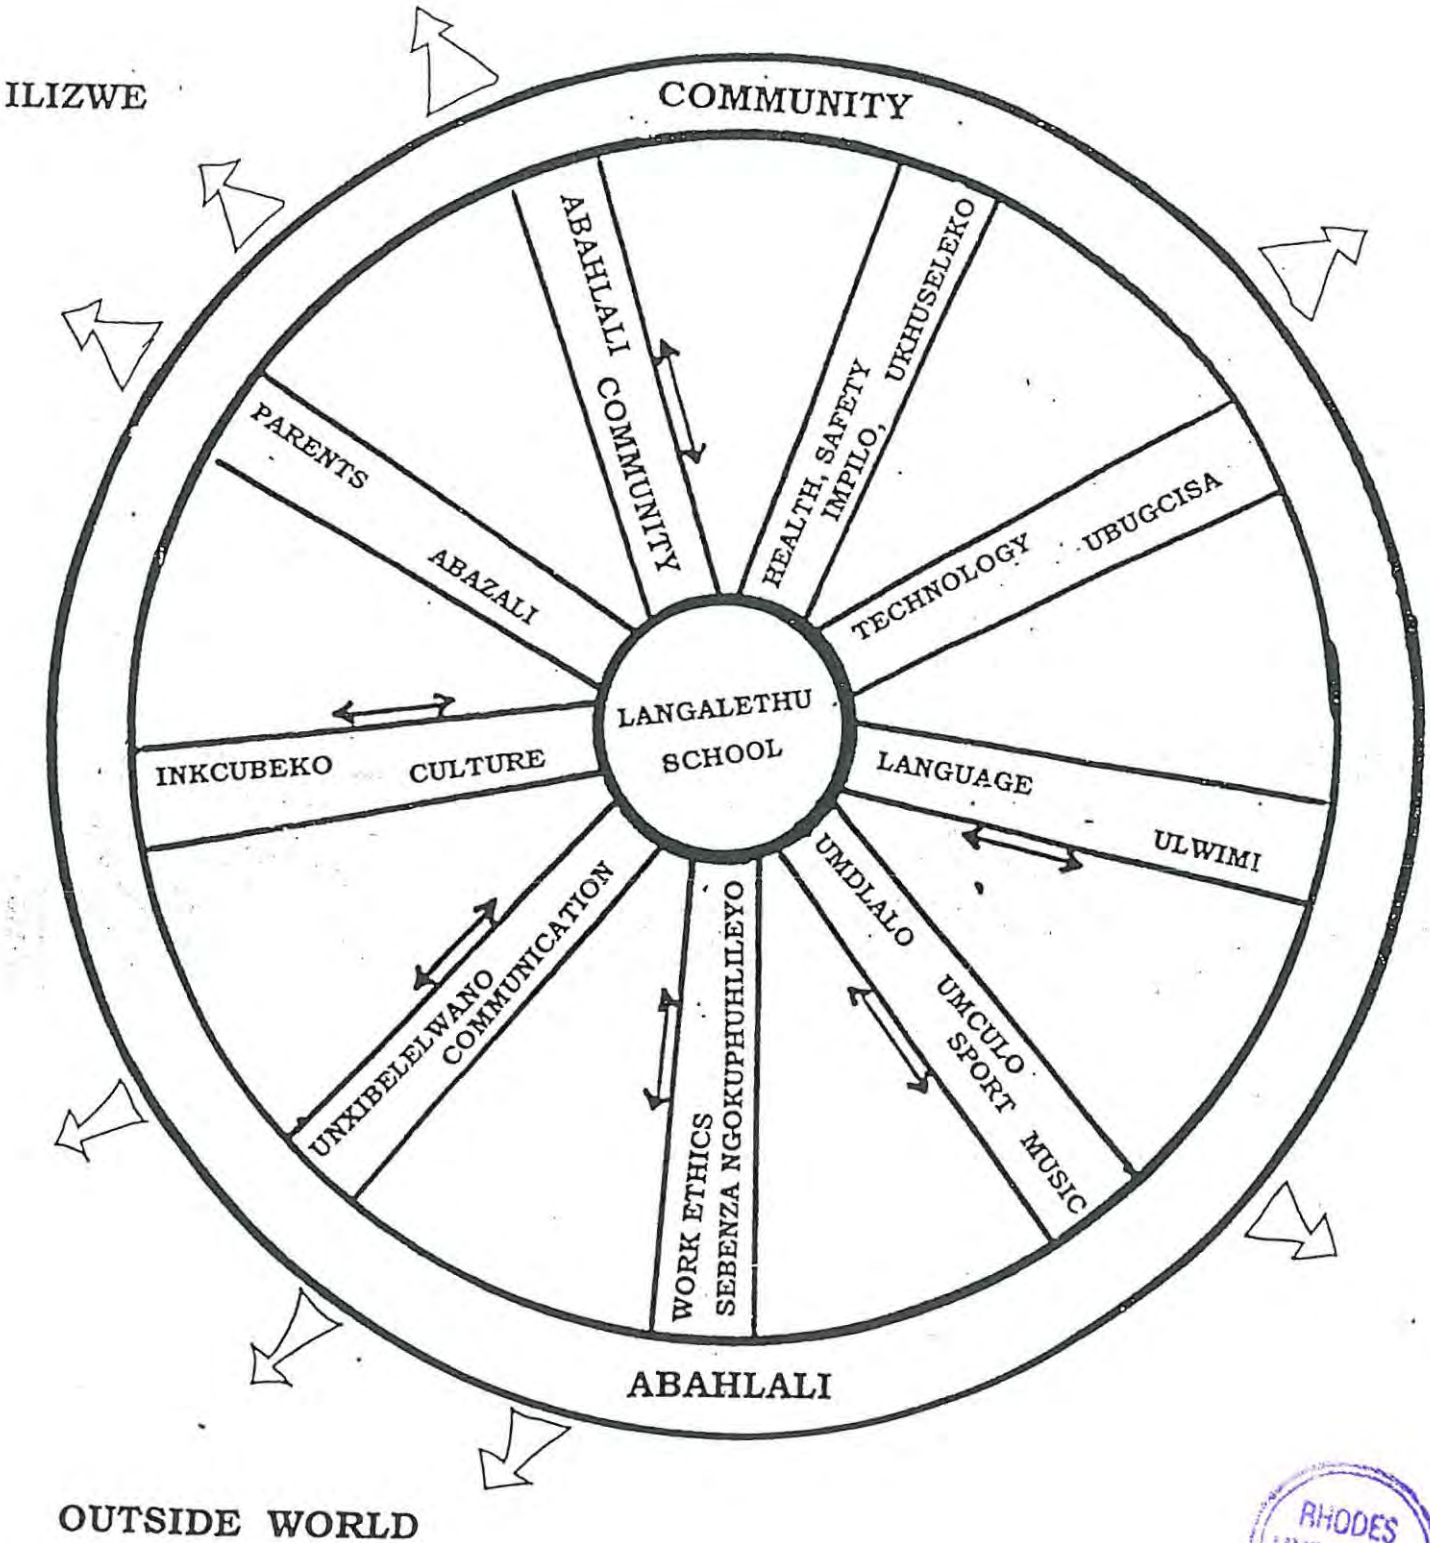 ILIZWE
COMMUNITY
ABAHLALI COMMUNITY
HEALTH, SAFETY
IMPILO, UKHUSELEKO
TECHNOLOGY UBUGCISA
PARENTS
ABAZALI
LANGALETHU
SCHOOL
INKCUBEKO CULTURE
LANGUAGE
ULWIMI
UMDLALO UMCULO
SPORT MUSIC
UNXIBELELWANO
COMMUNICATION
WORK ETHICS
SEBENZA NGOKUPHUHLILEYO
ABAHLALI
OUTSIDE WORLD
RHODES